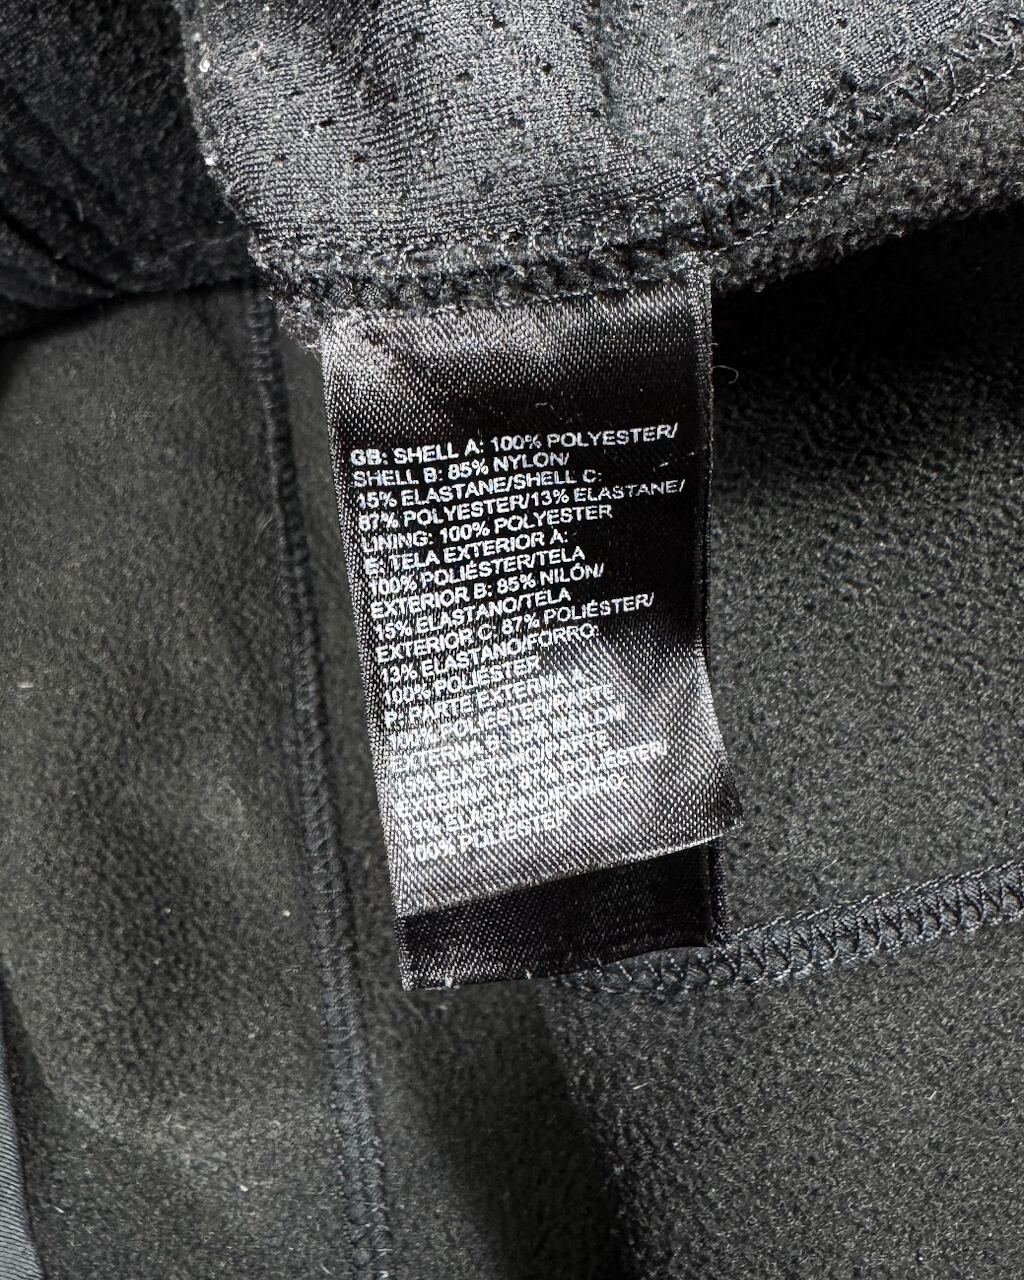 GB: SHELL A: 100% POLYESTER/
SHELL B: 85% NYLON/
15% ELASTANE/SHELL C:
87% POLYESTER/13% ELASTANE/
LINING: 100% POLYESTER
E: TELA EXTERIOR A:
100% POLIÉSTER/TELA
EXTERIOR B: 85% NILÓN/
15% ELASTANO/TELA
EXTERIOR C: 87% POLIÉSTER/
13% ELASTANO/FORRO:
100% POLIÉSTER
P: PARTE EXTERNA A:
100% POLIÉSTER/PARTE
EXTERNA B: 85% NÁILON/
15% ELASTANO/PARTE
EXTERNA C: 87% POLIÉSTER/
13% ELASTANO/FORRO:
100% POLIÉSTER